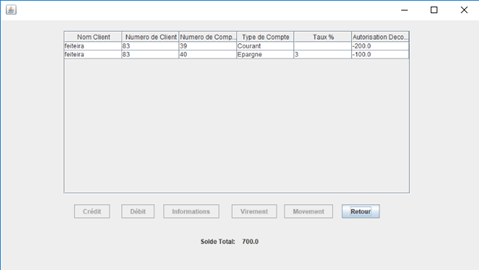 Nom Client Numero de Client Numero de Comp... Type de Compte Taux % Autorisation Deco...
feiteira 83 39 Courant -200.0
feiteira 83 40 Epargne 3 -100.0
Crédit Débit Informations Virement Movement Retour
Solde Total: 700.0